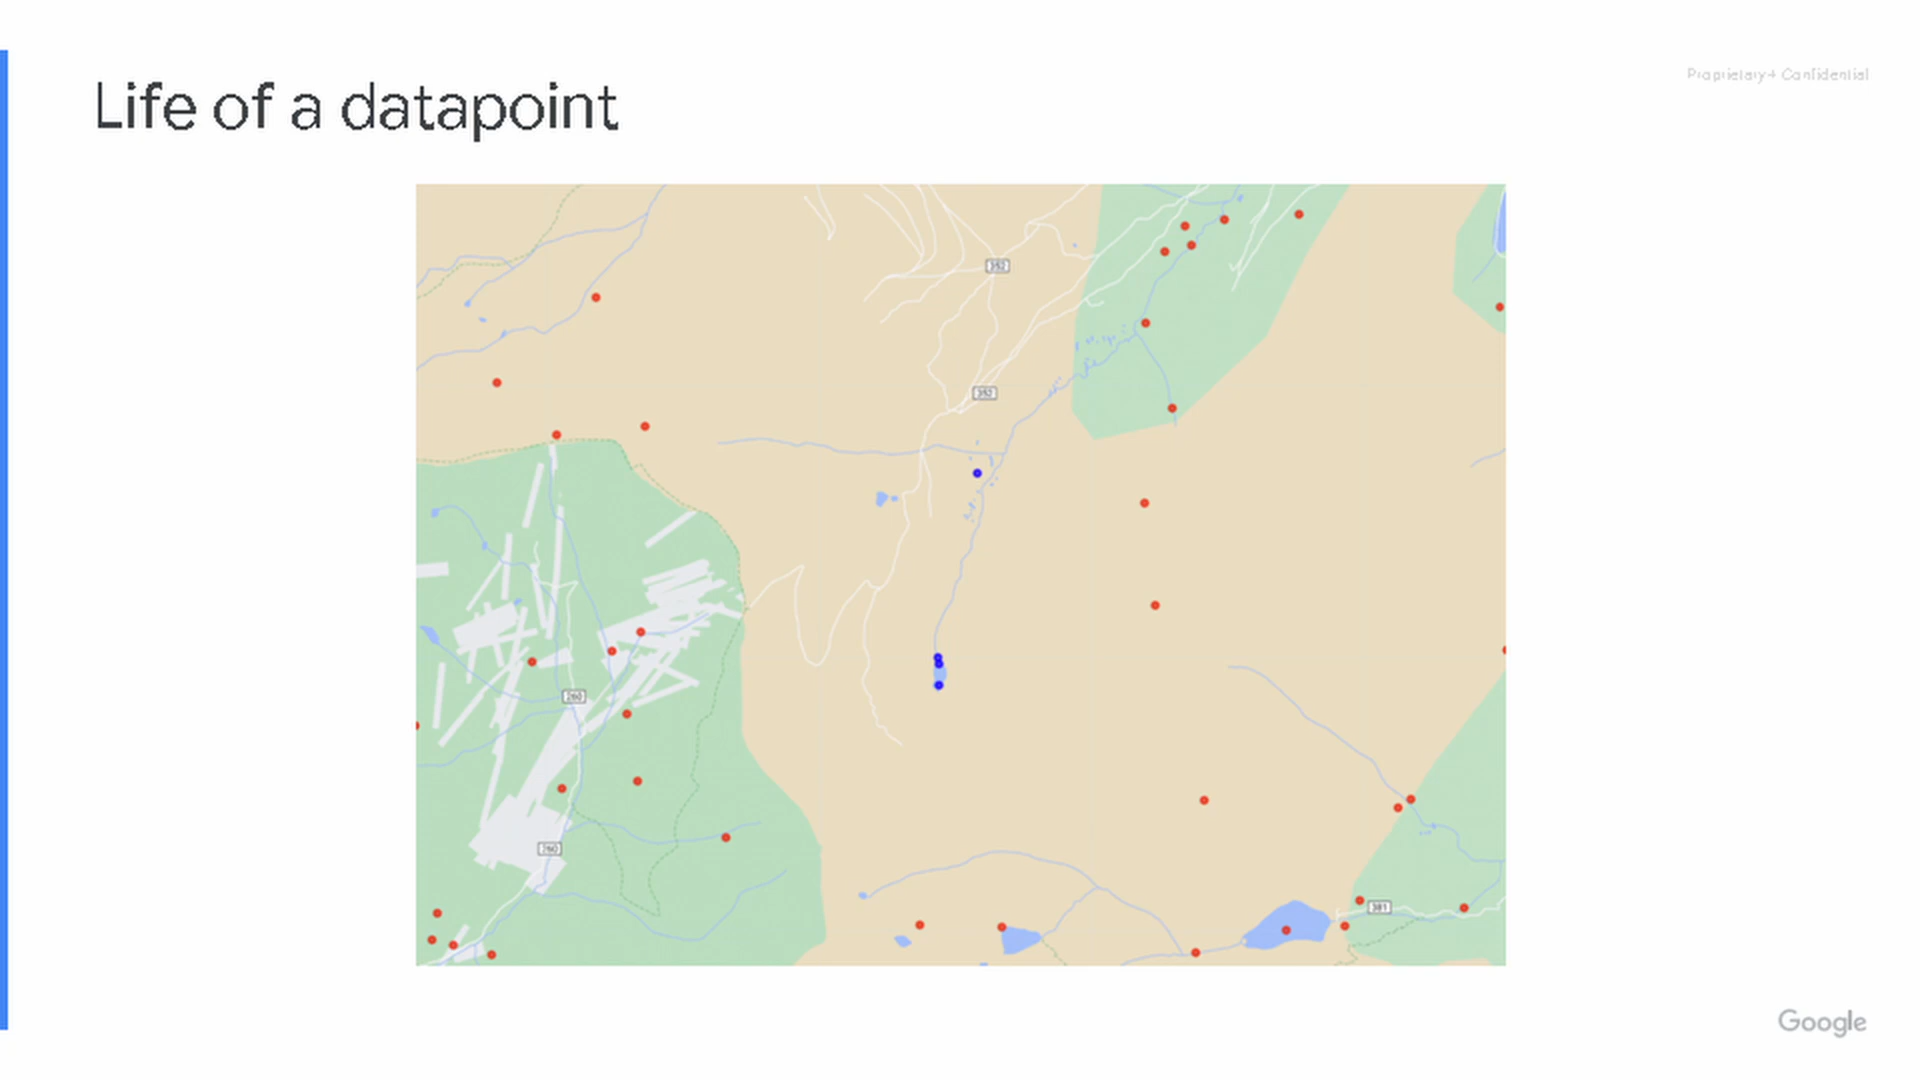 Proprietary + Confidential
Life of a datapoint
352
352
260
260
381
Google